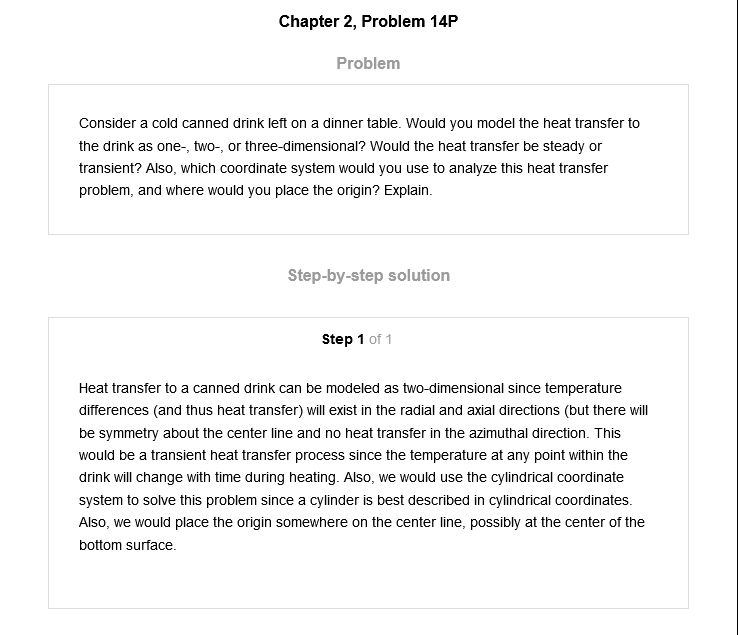 Chapter 2, Problem 14P
Problem
Consider a cold canned drink left on a dinner table. Would you model the heat transfer to
the drink as one-, two-, or three-dimensional? Would the heat transfer be steady or
transient? Also, which coordinate system would you use to analyze this heat transfer
problem, and where would you place the origin? Explain.
Step-by-step solution
Step 1 of 1
Heat transfer to a canned drink can be modeled as two-dimensional since temperature
differences (and thus heat transfer) will exist in the radial and axial directions (but there will
be symmetry about the center line and no heat transfer in the azimuthal direction. This
would be a transient heat transfer process since the temperature at any point within the
drink will change with time during heating. Also, we would use the cylindrical coordinate
system to solve this problem since a cylinder is best described in cylindrical coordinates.
Also, we would place the origin somewhere on the center line, possibly at the center of the
bottom surface.